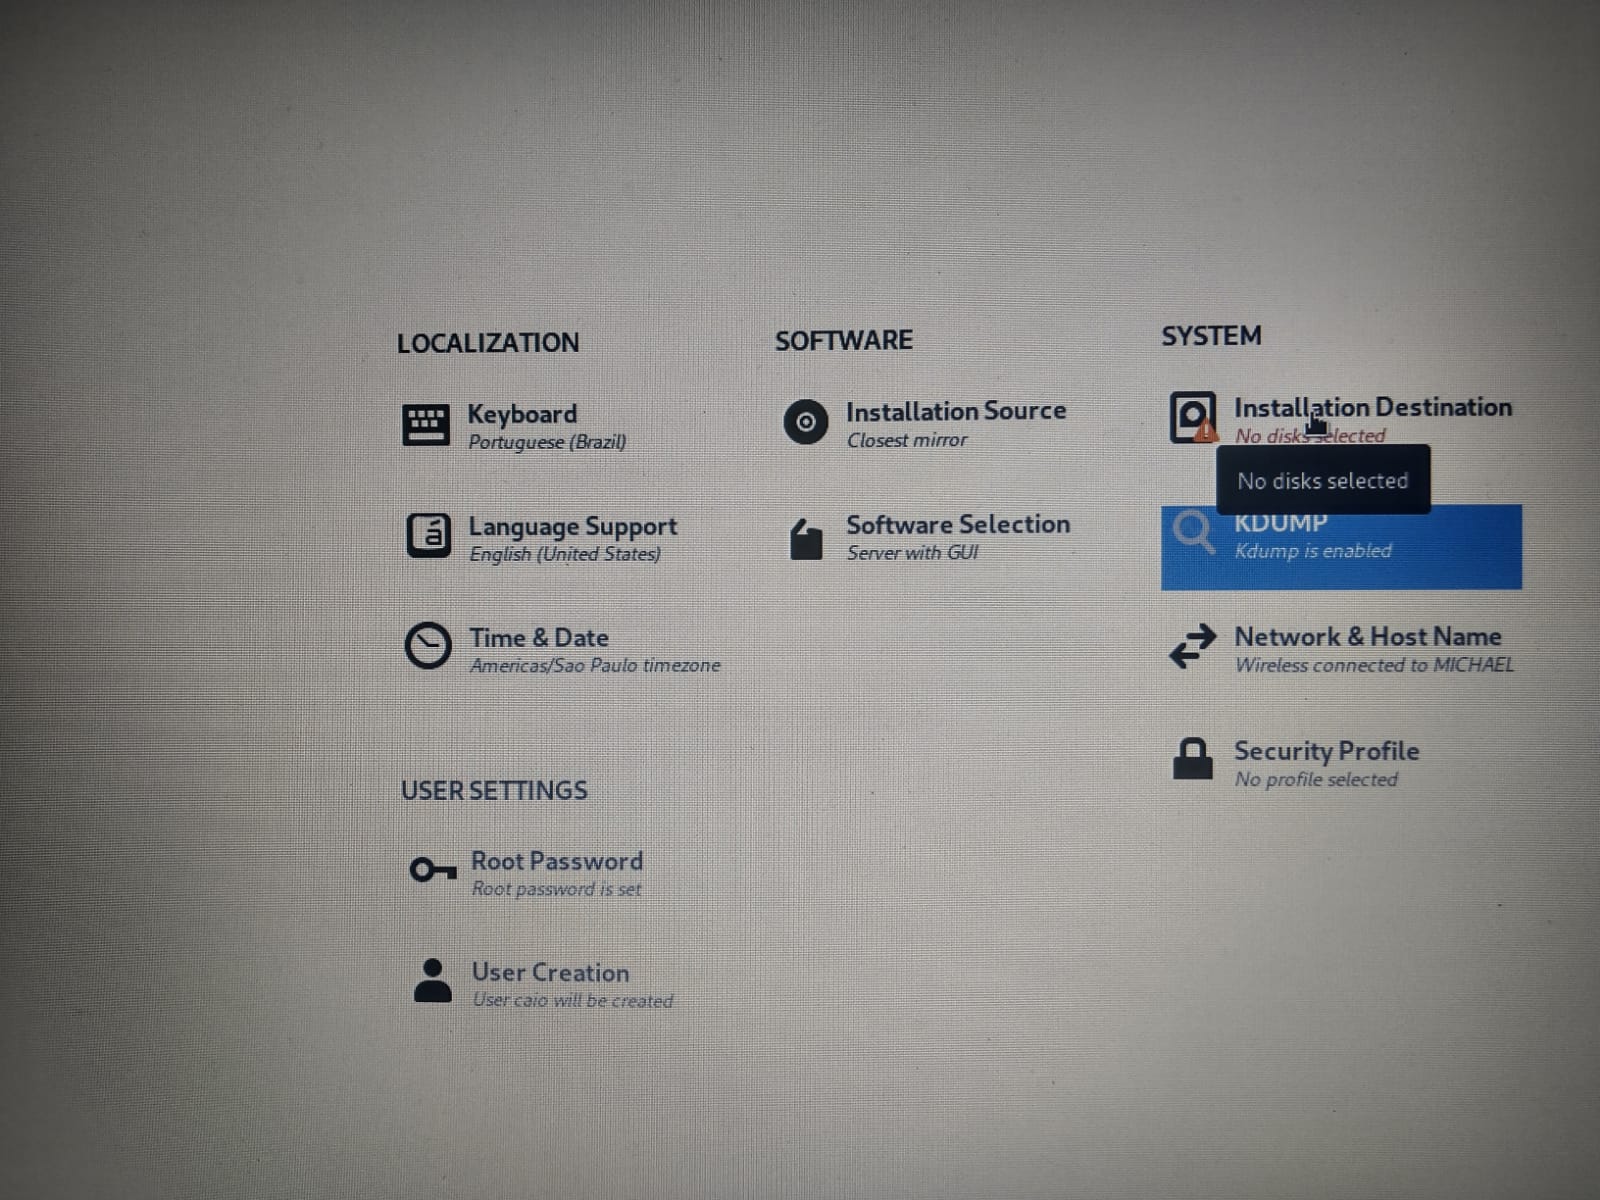 LOCALIZATION
Keyboard
Portuguese (Brazil)
Language Support
English (United States)
Time & Date
Americas/Sao Paulo timezone
USER SETTINGS
Root Password
Root password is set
User Creation
User caio will be created
SOFTWARE
Installation Source
Closest mirror
Software Selection
Server with GUI
SYSTEM
Installation Destination
No disks selected
No disks selected
KDUMP
Kdump is enabled
Network & Host Name
Wireless connected to MICHAEL
Security Profile
No profile selected